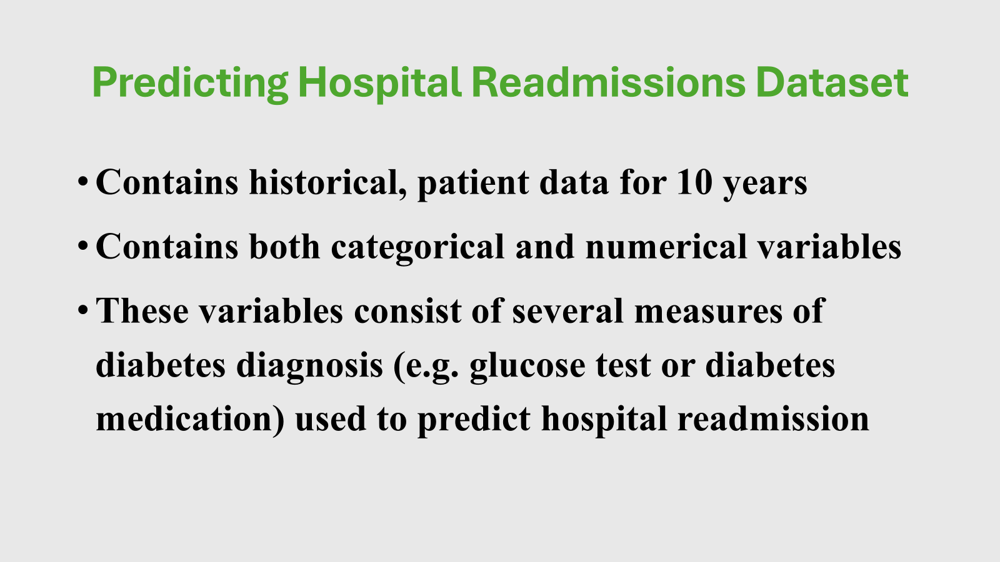 Predicting Hospital Readmissions Dataset
• Contains historical, patient data for 10 years
• Contains both categorical and numerical variables
• These variables consist of several measures of
diabetes diagnosis (e.g. glucose test or diabetes
medication) used to predict hospital readmission